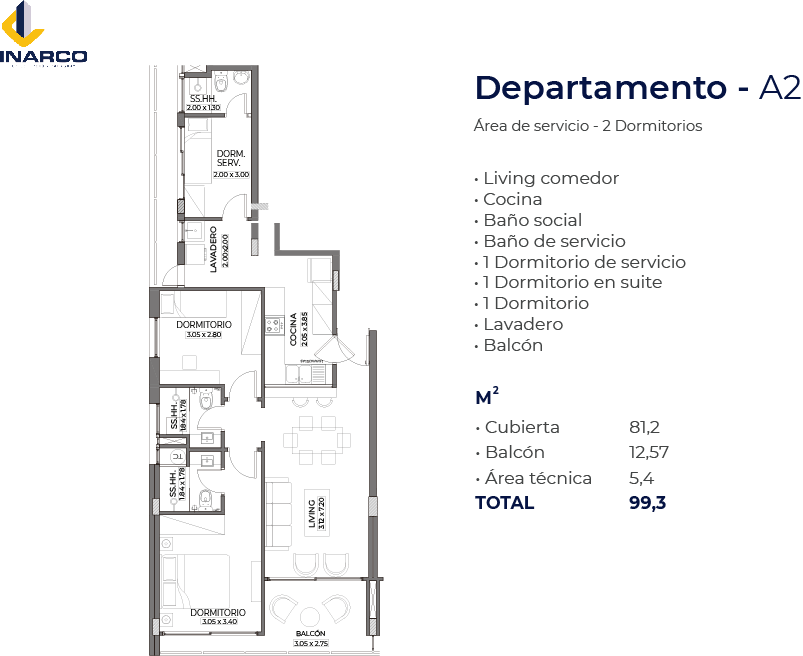 INARCO
Departamento - A2
Área de servicio - 2 Dormitorios
• Living comedor
• Cocina
• Baño social
• Baño de servicio
• 1 Dormitorio de servicio
• 1 Dormitorio en suite
• 1 Dormitorio
• Lavadero
• Balcón
M²
• Cubierta 81,2
• Balcón 12,57
• Área técnica 5,4
TOTAL 99,3
SS.HH.
2.00 x 1.30
DORM.
SERV.
2.00 x 3.00
LAVADERO
2.00x2.00
DORMITORIO
3.05 x 2.80
COCINA
2.05 x 3.85
SS.HH.
1.84 x 1.78
SS.HH.
1.84 x 1.78
LIVING
3.12 x 7.20
DORMITORIO
3.05 x 3.40
BALCÓN
3.05 x 2.75